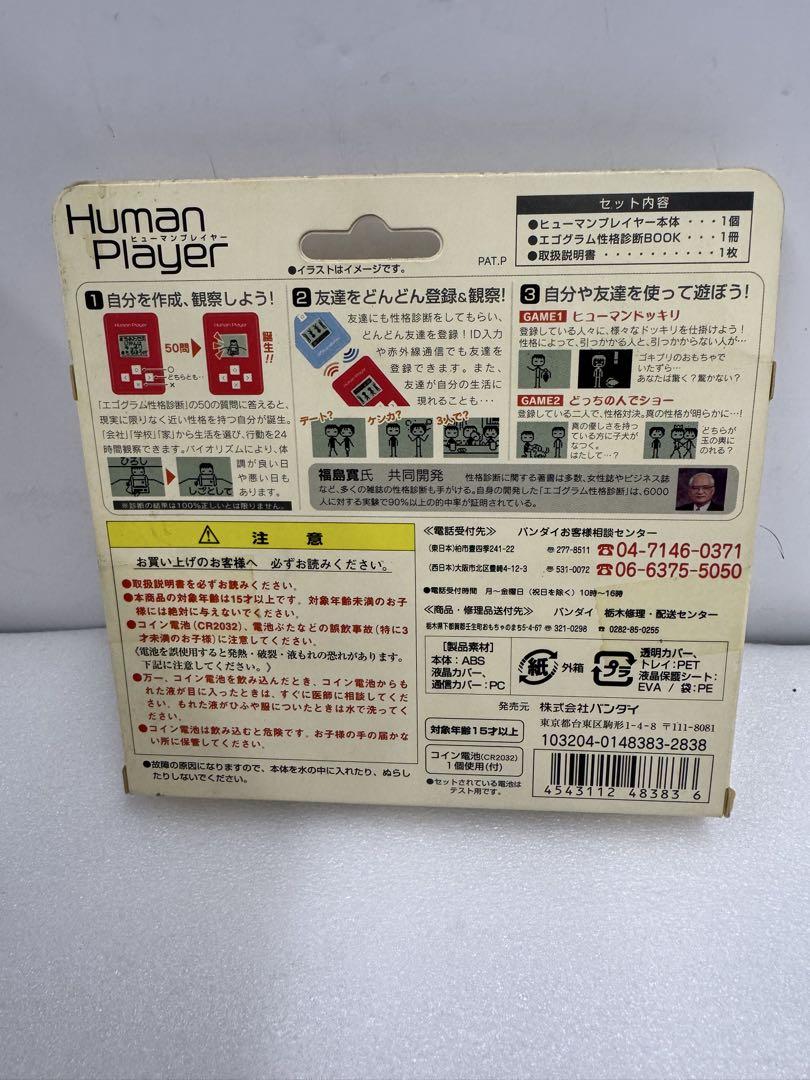 Human
Player
ヒューマンプレイヤー
●イラストはイメージです。
PAT.P
セット内容
●ヒューマンプレイヤー本体・・・1個
●エゴグラム性格診断BOOK・・・1冊
●取扱説明書・・・・・・・・・・1枚
1 自分を作成、観察しよう!
Human Player
50問
Human Player
誕生!!
○
どちらとも‥
×
「エゴグラム性格診断」の50の質問に答えると、
現実に限りなく近い性格を持つ自分が誕生。
「会社」「学校」「家」から生活を選び、行動を24
時間観察できます。バイオリズムにより、体
調が良い日
や悪い日も
あります。
ひろし
しごとして
※診断の結果は100%正しいとは限りません。
2 友達をどんどん登録&観察!
友達にも性格診断をしてもらい、
どんどん友達を登録!ID入力
や赤外線通信でも友達を
登録できます。また、
友達が自分の生活に
現れることも…
デート?
ケンカ?
3人で?
3 自分や友達を使って遊ぼう!
GAME1 ヒューマンドッキリ
登録している人々に、様々なドッキリを仕掛けよう!
性格によって、引っかかる人と、引っかからない人が…
ゴキブリのおもちゃで
いたずら…
あなたは驚く?驚かない?
GAME2 どっちの人でショー
登録している二人で、性格対決。真の性格が明らかに…!
真の優しさを持っ
ている方に子犬が
なつく。
はたして…?
どちらが
玉の輿に
のれる?
福島寛氏 共同開発 性格診断に関する著書は多数、女性誌やビジネス誌
など、多くの雑誌の性格診断も手がける。自身の開発した「エゴグラム性格診断」は、6000
人に対する実験で90%以上の的中率が証明されている。
注意
お買い上げのお客様へ 必ずお読みください。
●取扱説明書を必ずお読みください。
●本商品の対象年齢は15才以上です。対象年齢未満のお子
様には絶対に与えないでください。
●コイン電池(CR2032)、電池ぶたなどの誤飲事故(特に3
才未満のお子様)に注意してください。
《電池を誤使用すると発熱・破裂・液もれの恐れがあります。
下記に注意してください。》
●万一、コイン電池を飲み込んだとき、コイン電池からも
れた液が目に入ったときは、すぐに医師に相談してくだ
さい。もれた液がひふや服についたときは水で洗ってくだ
さい。
●コイン電池は飲み込むと危険です。お子様の手の届かな
い所に保管してください。
●故障の原因になりますので、本体を水の中に入れたり、ぬらし
たりしないでください。
≪電話受付先≫ バンダイお客様相談センター
(東日本)柏市豊四季241-22 〒277-8511 ☎04-7146-0371
(西日本)大阪市北区豊崎4-12-3 〒531-0072 ☎06-6375-5050
●電話受付時間 月〜金曜日(祝日を除く)10時〜16時
≪商品・修理品送付先≫ バンダイ 栃木修理・配送センター
栃木県下都賀郡壬生町おもちゃのまち5-4-67 〒321-0298 ☎ 0282-85-0255
[製品素材]
本体:ABS
液晶カバー、
通信カバー:PC
紙 外箱
プラ
透明カバー、
トレイ:PET
液晶保護シート:
EVA / 袋:PE
発売元 株式会社バンダイ
東京都台東区駒形1-4-8 〒111-8081
対象年齢15才以上
103204-0148383-2838
コイン電池(CR2032)
1個使用(付)
●セットされている電池は
テスト用です。
4543112 48383 6